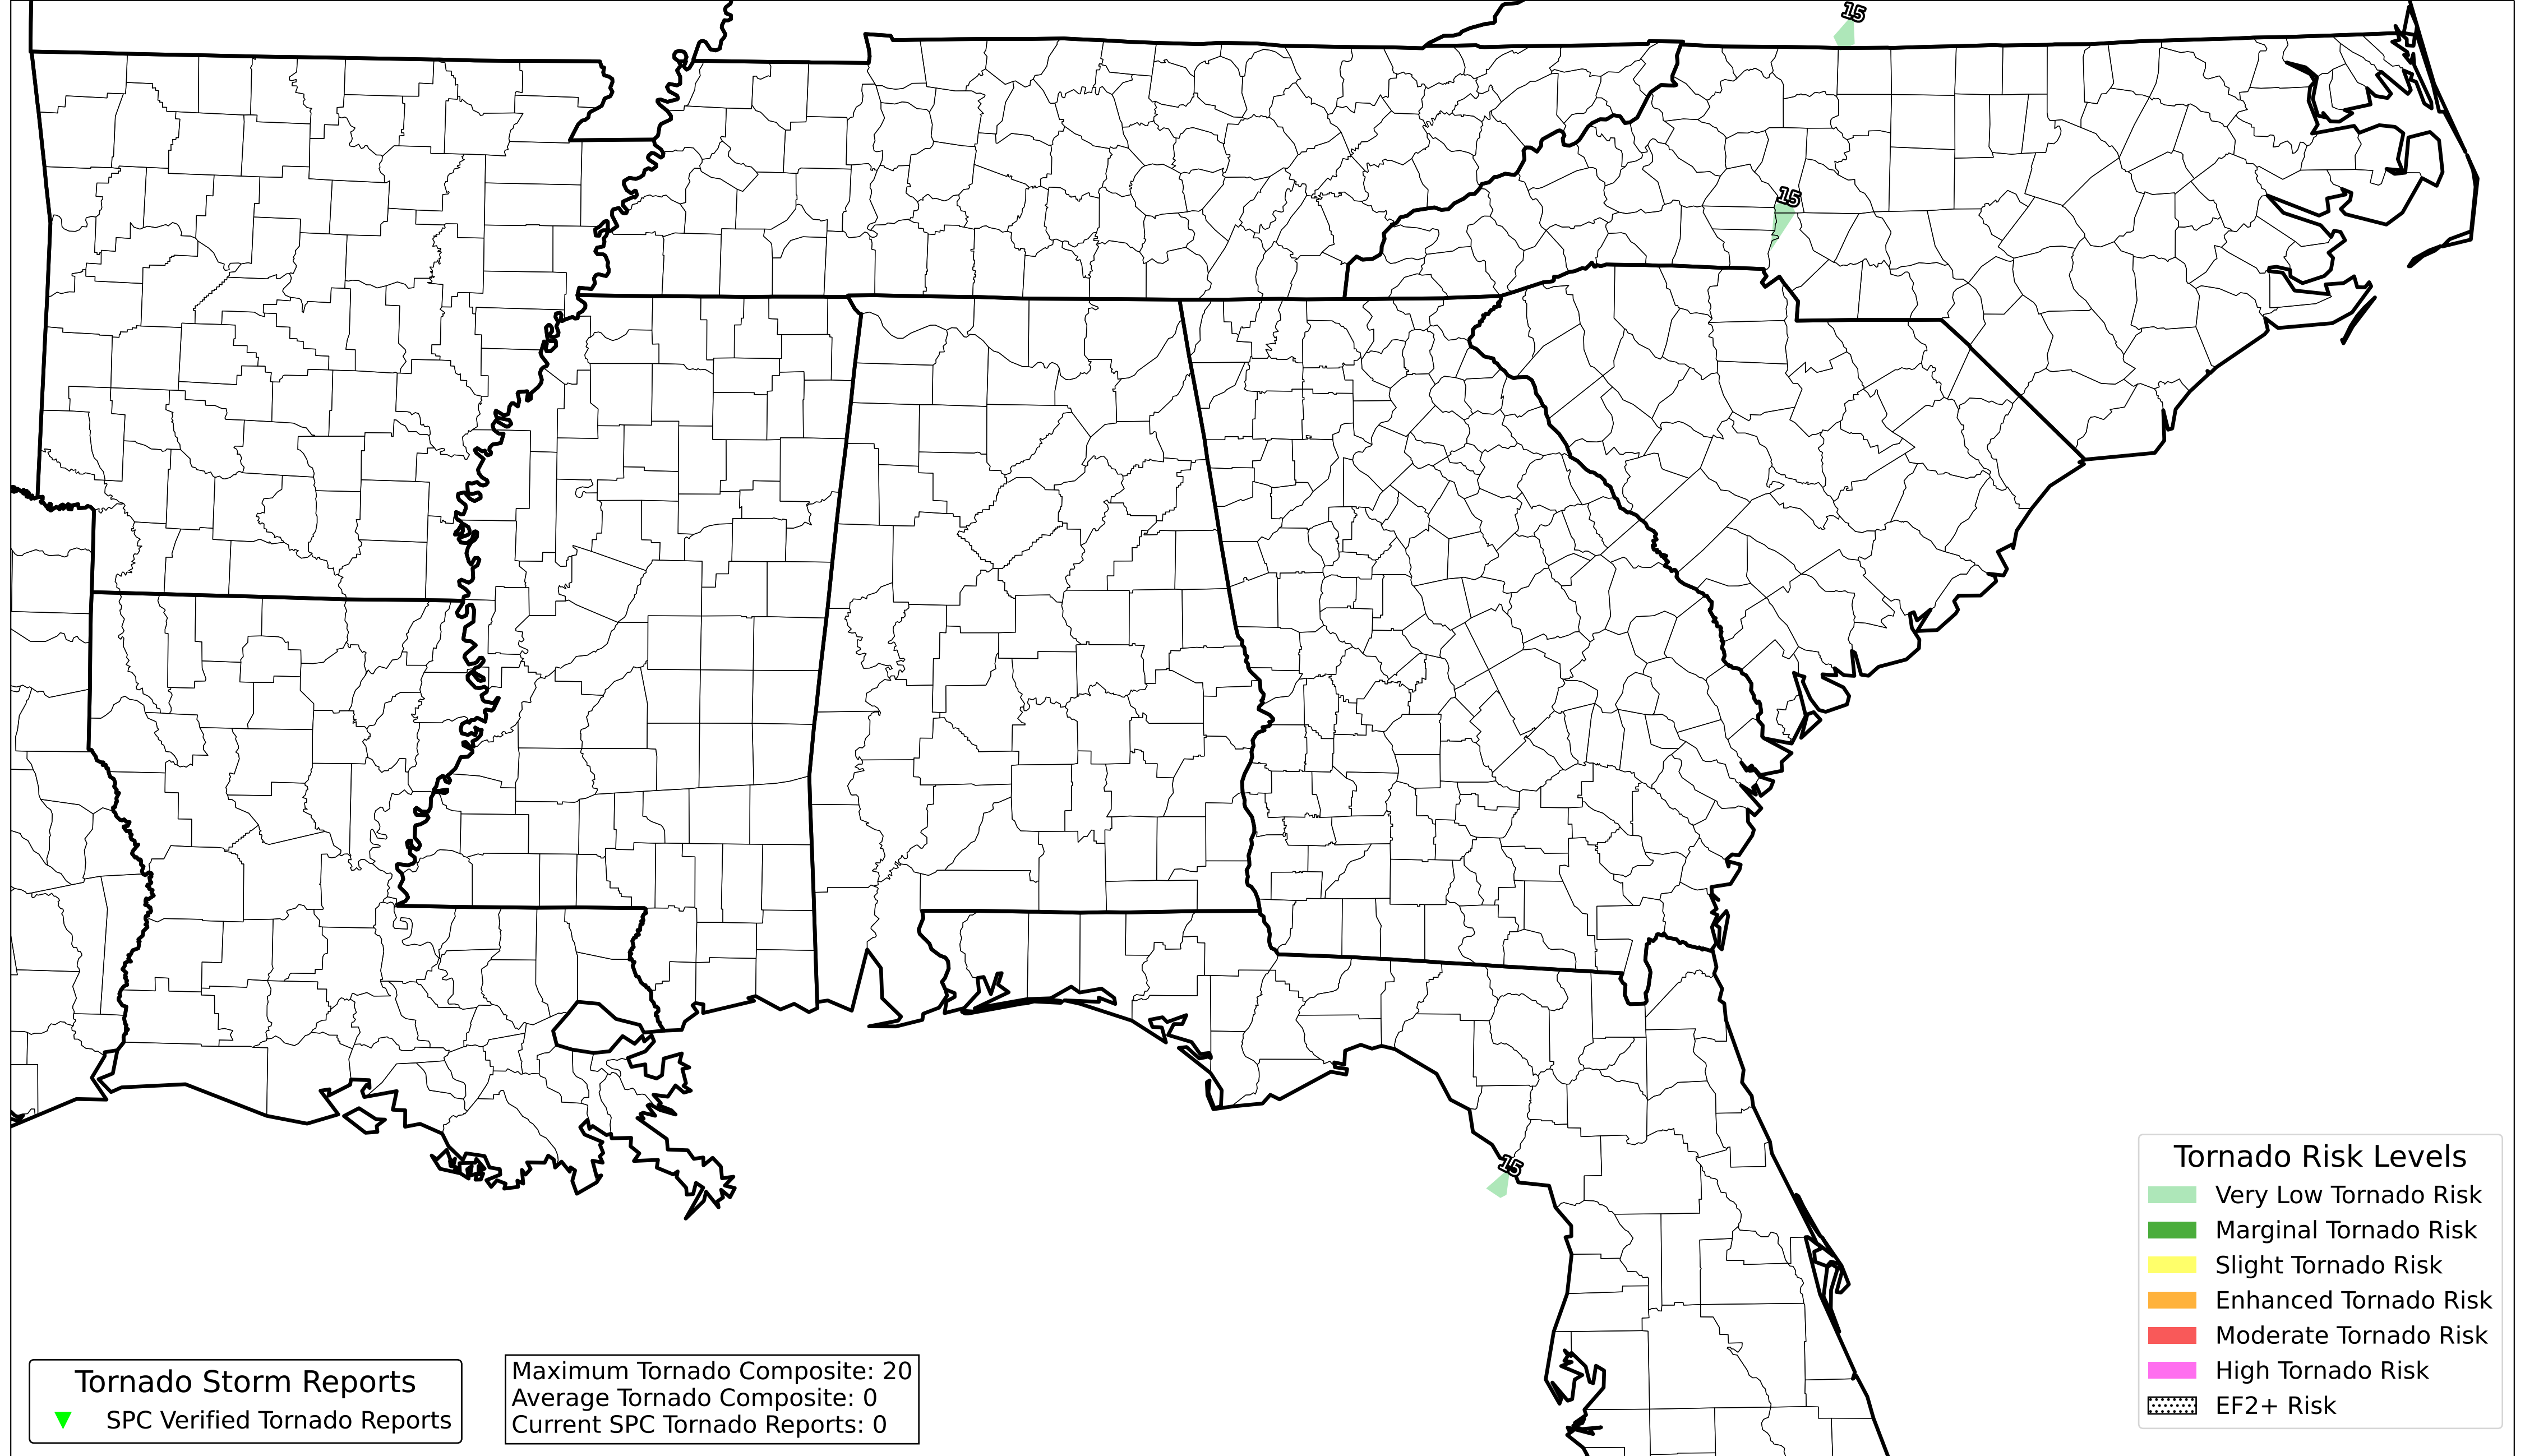 15
15
15
Tornado Risk Levels
Very Low Tornado Risk
Marginal Tornado Risk
Slight Tornado Risk
Enhanced Tornado Risk
Moderate Tornado Risk
High Tornado Risk
EF2+ Risk
Tornado Storm Reports
SPC Verified Tornado Reports
Maximum Tornado Composite: 20
Average Tornado Composite: 0
Current SPC Tornado Reports: 0